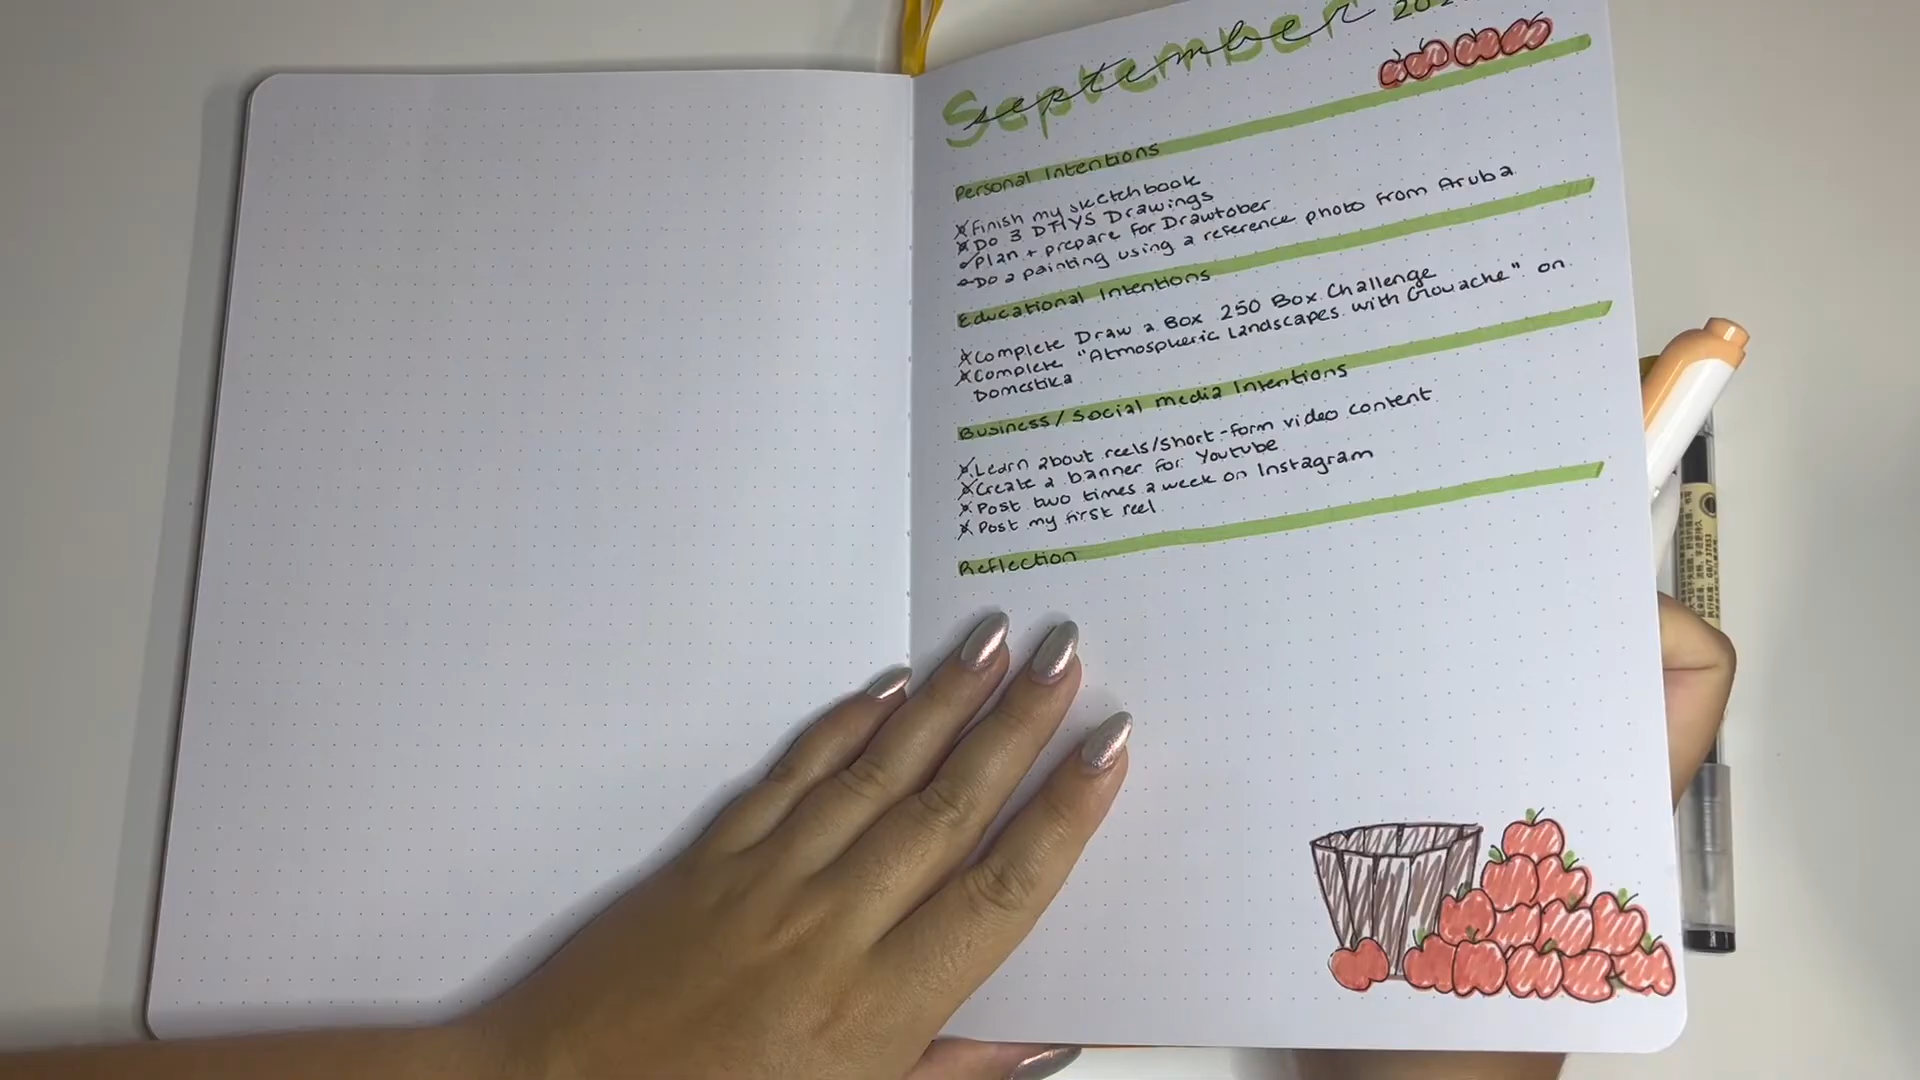 September
september 202
Personal Intentions
x Finish my sketchbook
x Do 3 DTIYS Drawings
Plan + prepare for Drawtober
Do a painting using a reference photo from Aruba
Educational Intentions
x Complete Draw a Box 250 Box Challenge
x Complete "Atmospheric Landscapes with Gouache" on
Domestika
Business/Social media Intentions
x Learn about reels/short-form video content
x Create a banner for Youtube
x Post two times a week on Instagram
x Post my first reel
Reflection